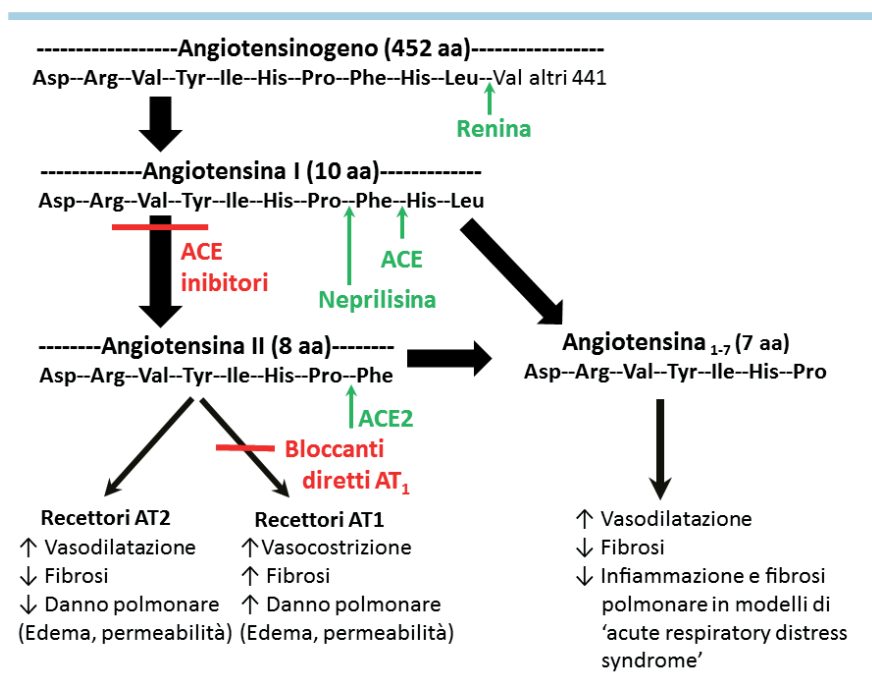 ------------------Angiotensinogeno (452 aa)-----------------
Asp--Arg--Val--Tyr--Ile--His--Pro--Phe--His--Leu--Val altri 441
Renina
-------------Angiotensina I (10 aa)-------------
Asp--Arg--Val--Tyr--Ile--His--Pro--Phe--His--Leu
ACE
inibitori
ACE
Neprilisina
--------Angiotensina II (8 aa)--------
Asp--Arg--Val--Tyr--Ile--His--Pro--Phe
ACE2
Angiotensina 1-7 (7 aa)
Asp--Arg--Val--Tyr--Ile--His--Pro
Bloccanti
diretti AT1
Recettori AT2
↑ Vasodilatazione
↓ Fibrosi
↓ Danno polmonare
(Edema, permeabilità)
Recettori AT1
↑Vasocostrizione
↑ Fibrosi
↑ Danno polmonare
(Edema, permeabilità)
↑ Vasodilatazione
↓ Fibrosi
↓ Infiammazione e fibrosi
polmonare in modelli di
‘acute respiratory distress
syndrome’